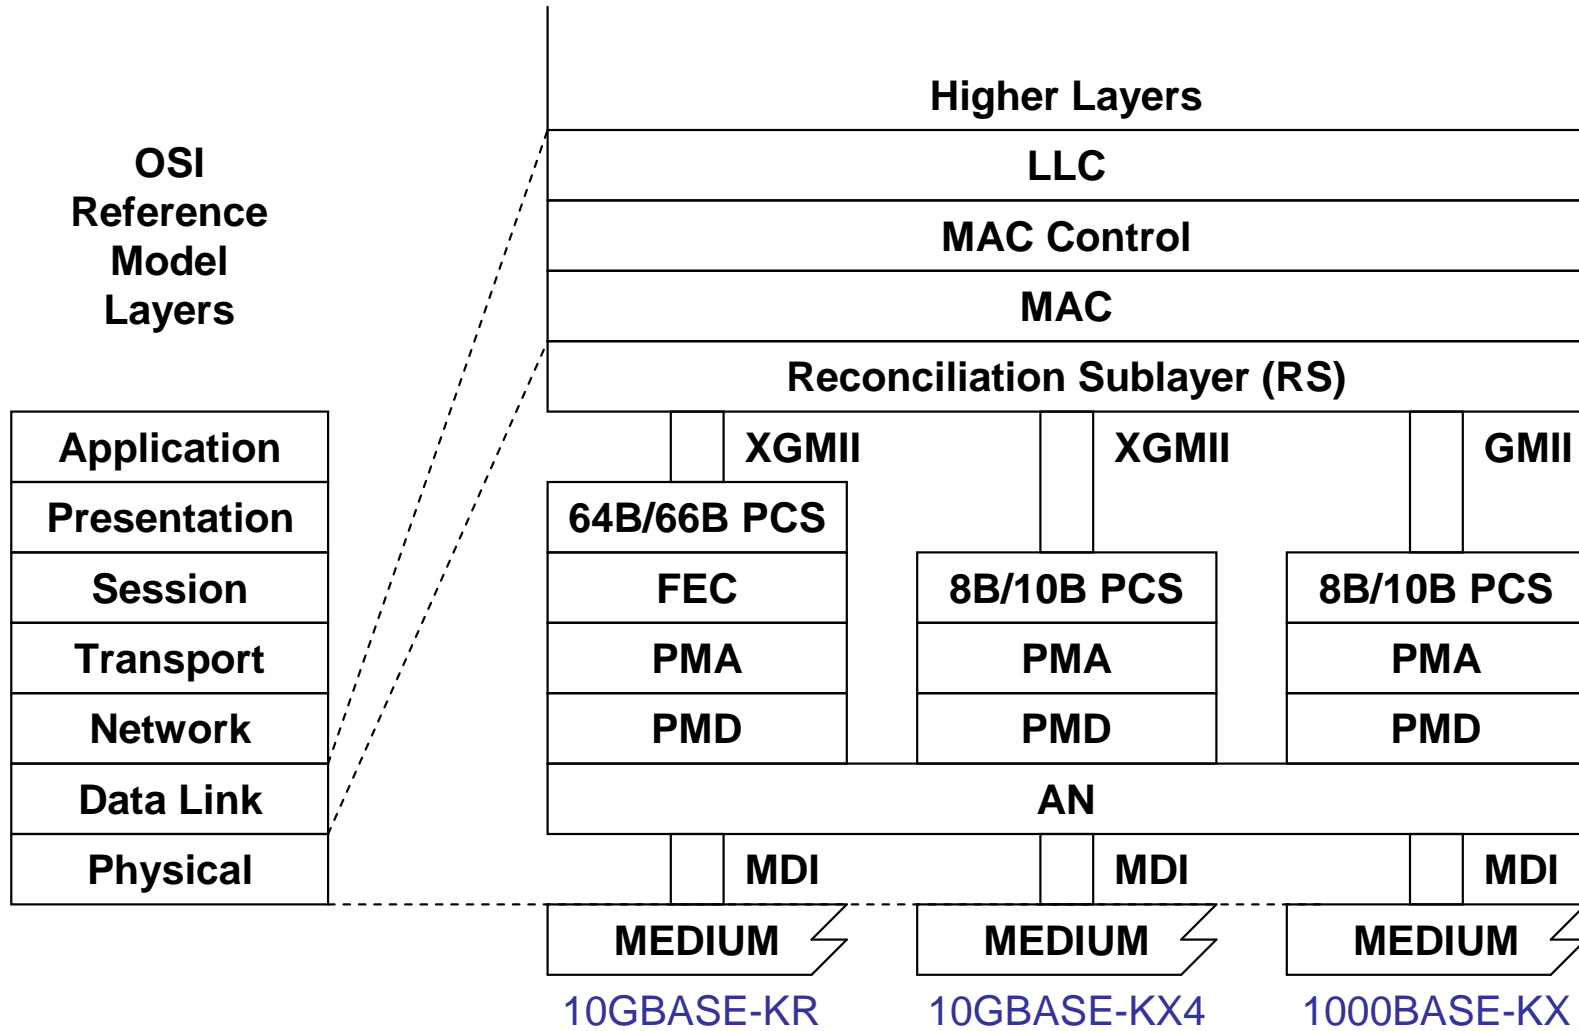 OSI
Reference
Model
Layers
Application
Presentation
Session
Transport
Network
Data Link
Physical
Higher Layers
LLC
MAC Control
MAC
Reconciliation Sublayer (RS)
XGMII
XGMII
GMII
64B/66B PCS
FEC
8B/10B PCS
8B/10B PCS
PMA
PMA
PMA
PMD
PMD
PMD
AN
MDI
MDI
MDI
MEDIUM
MEDIUM
MEDIUM
10GBASE-KR
10GBASE-KX4
1000BASE-KX